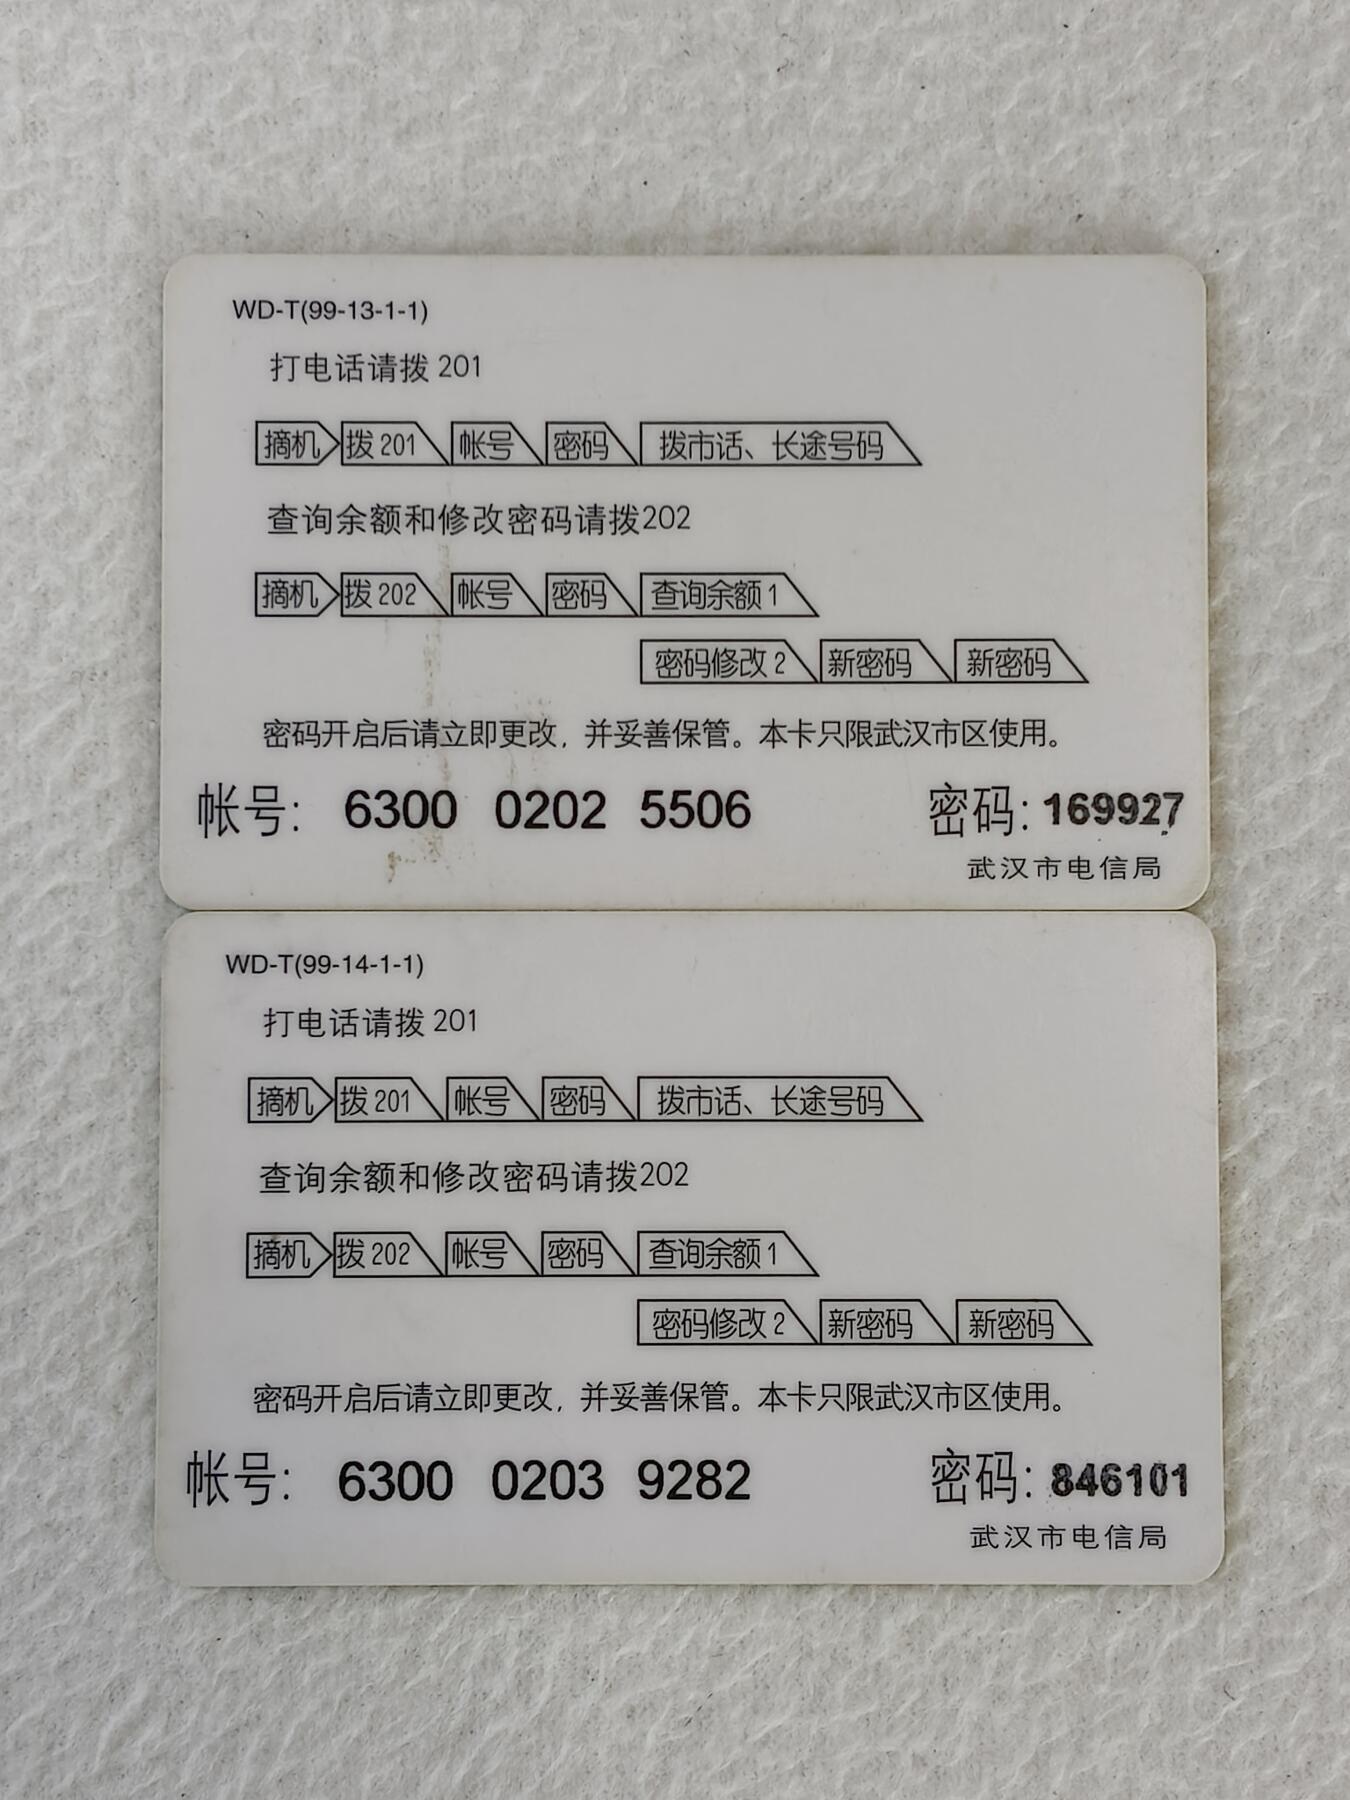 WD-T(99-13-1-1)
打电话请拨 201
摘机 拨 201 帐号 密码 拨市话、长途号码
查询余额和修改密码请拨202
摘机 拨 202 帐号 密码 查询余额 1
密码修改 2 新密码 新密码
密码开启后请立即更改，并妥善保管。本卡只限武汉市区使用。
帐号: 6300 0202 5506 密码: 169927
武汉市电信局
WD-T(99-14-1-1)
打电话请拨 201
摘机 拨 201 帐号 密码 拨市话、长途号码
查询余额和修改密码请拨202
摘机 拨 202 帐号 密码 查询余额 1
密码修改 2 新密码 新密码
密码开启后请立即更改，并妥善保管。本卡只限武汉市区使用。
帐号: 6300 0203 9282 密码: 846101
武汉市电信局